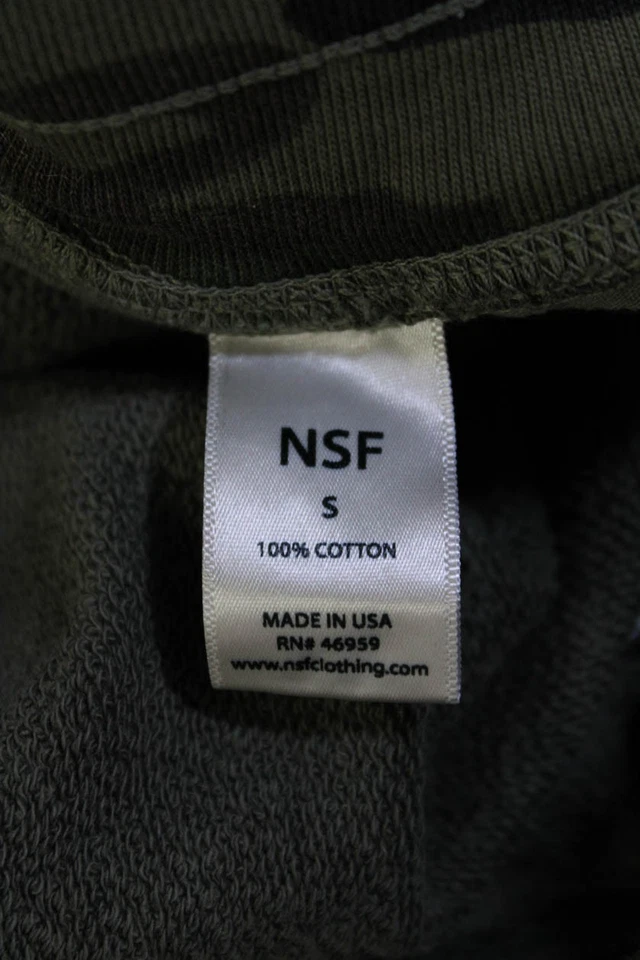 NSF
S
100% COTTON
MADE IN USA
RN# 46959
www.nsfclothing.com